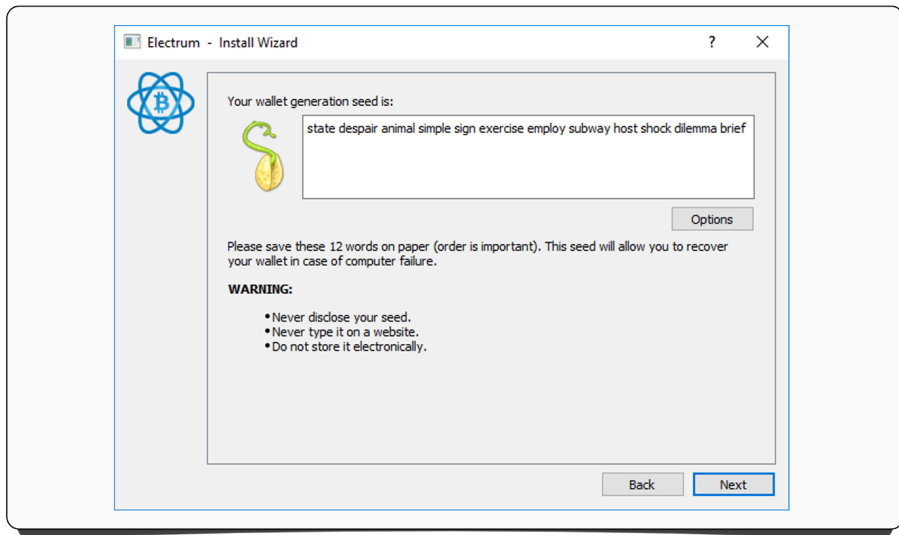 Electrum - Install Wizard
Your wallet generation seed is:
state despair animal simple sign exercise employ subway host shock dilemma brief
Options
Please save these 12 words on paper (order is important). This seed will allow you to recover
your wallet in case of computer failure.
WARNING:
•Never disclose your seed.
•Never type it on a website.
•Do not store it electronically.
Back Next